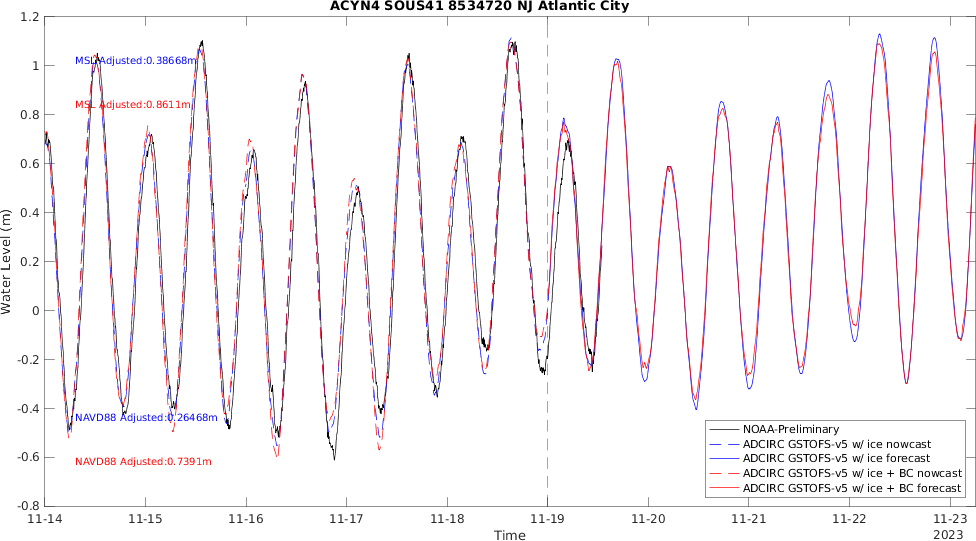 ACYN4 SOUS41 8534720 NJ Atlantic City
1.2
1
0.8
0.6
0.4
0.2
0
-0.2
-0.4
-0.6
-0.8
Water Level (m)
MSL Adjusted:0.38668m
MSL Adjusted:0.8611m
NAVD88 Adjusted:0.26468m
NAVD88 Adjusted:0.7391m
NOAA-Preliminary
ADCIRC GSTOFS-v5 w/ ice nowcast
ADCIRC GSTOFS-v5 w/ ice forecast
ADCIRC GSTOFS-v5 w/ ice + BC nowcast
ADCIRC GSTOFS-v5 w/ ice + BC forecast
11-14 11-15 11-16 11-17 11-18 11-19 11-20 11-21 11-22 11-23
Time
2023